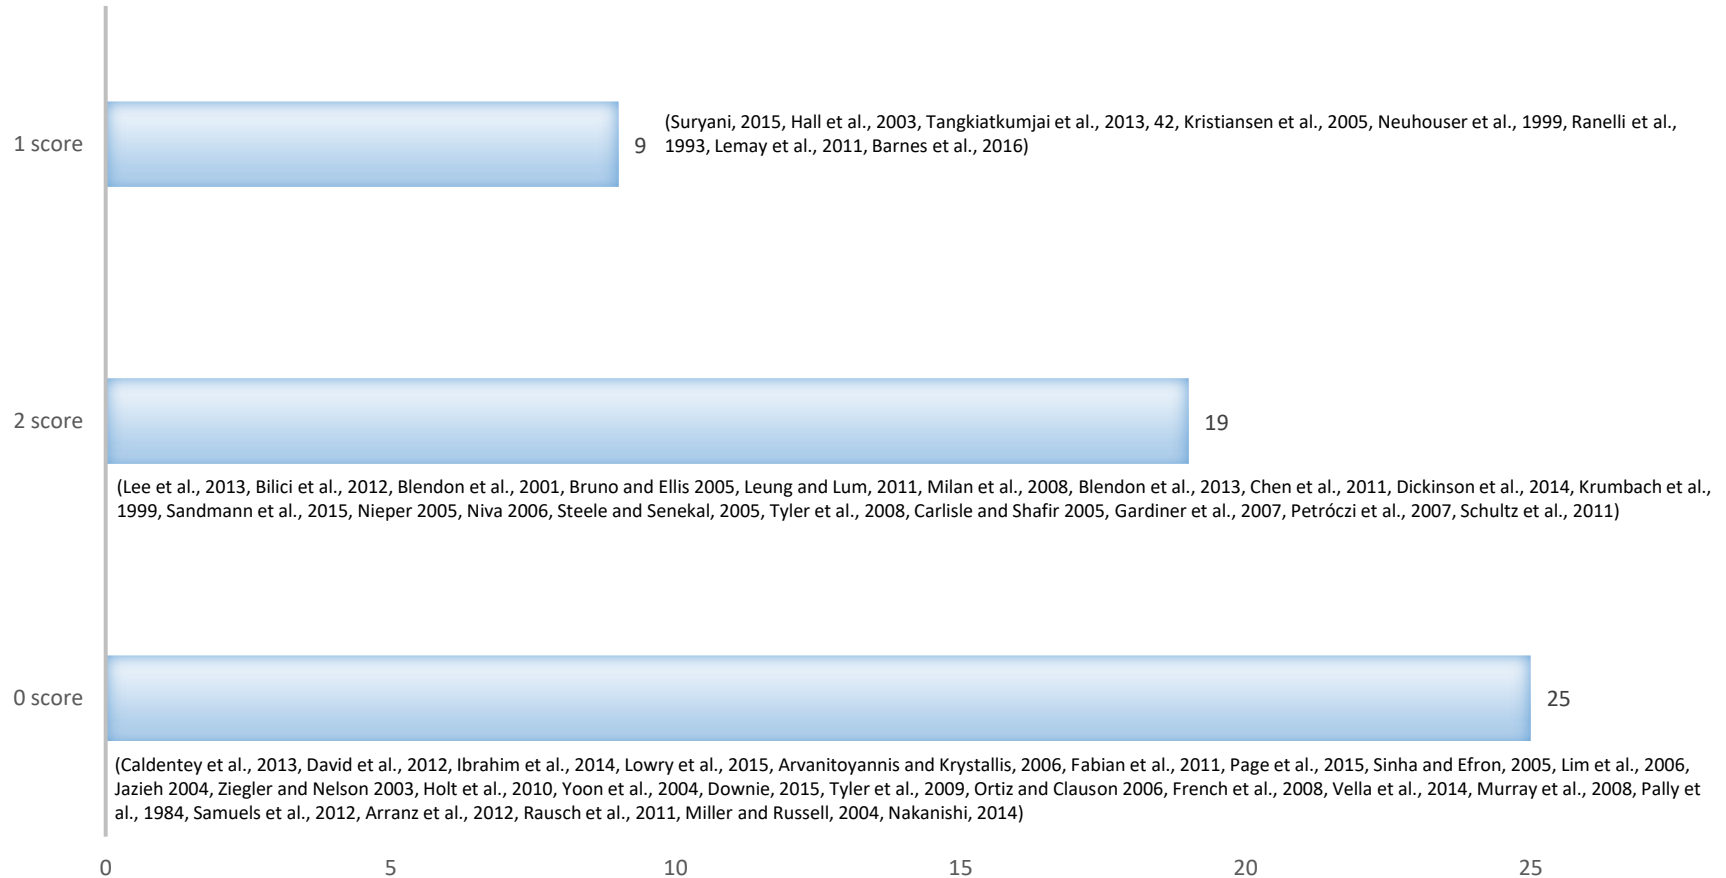 1 score
9
(Suryani, 2015, Hall et al., 2003, Tangkiatkumjai et al., 2013, 42, Kristiansen et al., 2005, Neuhouser et al., 1999, Ranelli et al.,
1993, Lemay et al., 2011, Barnes et al., 2016)
2 score
19
(Lee et al., 2013, Bilici et al., 2012, Blendon et al., 2001, Bruno and Ellis 2005, Leung and Lum, 2011, Milan et al., 2008, Blendon et al., 2013, Chen et al., 2011, Dickinson et al., 2014, Krumbach et al.,
1999, Sandmann et al., 2015, Nieper 2005, Niva 2006, Steele and Senekal, 2005, Tyler et al., 2008, Carlisle and Shafir 2005, Gardiner et al., 2007, Petróczi et al., 2007, Schultz et al., 2011)
0 score
25
(Caldentey et al., 2013, David et al., 2012, Ibrahim et al., 2014, Lowry et al., 2015, Arvanitoyannis and Krystallis, 2006, Fabian et al., 2011, Page et al., 2015, Sinha and Efron, 2005, Lim et al., 2006,
Jazieh 2004, Ziegler and Nelson 2003, Holt et al., 2010, Yoon et al., 2004, Downie, 2015, Tyler et al., 2009, Ortiz and Clauson 2006, French et al., 2008, Vella et al., 2014, Murray et al., 2008, Pally et
al., 1984, Samuels et al., 2012, Arranz et al., 2012, Rausch et al., 2011, Miller and Russell, 2004, Nakanishi, 2014)
0 5 10 15 20 25